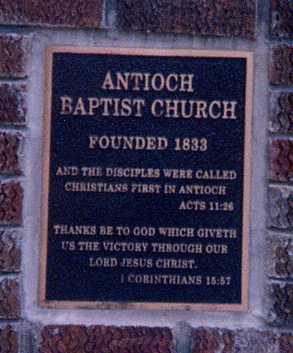 ANTIOCH
BAPTIST CHURCH
FOUNDED 1833
AND THE DISCIPLES WERE CALLED
CHRISTIANS FIRST IN ANTIOCH
ACTS 11:26
THANKS BE TO GOD WHICH GIVETH
US THE VICTORY THROUGH OUR
LORD JESUS CHRIST.
I CORINTHIANS 15:57